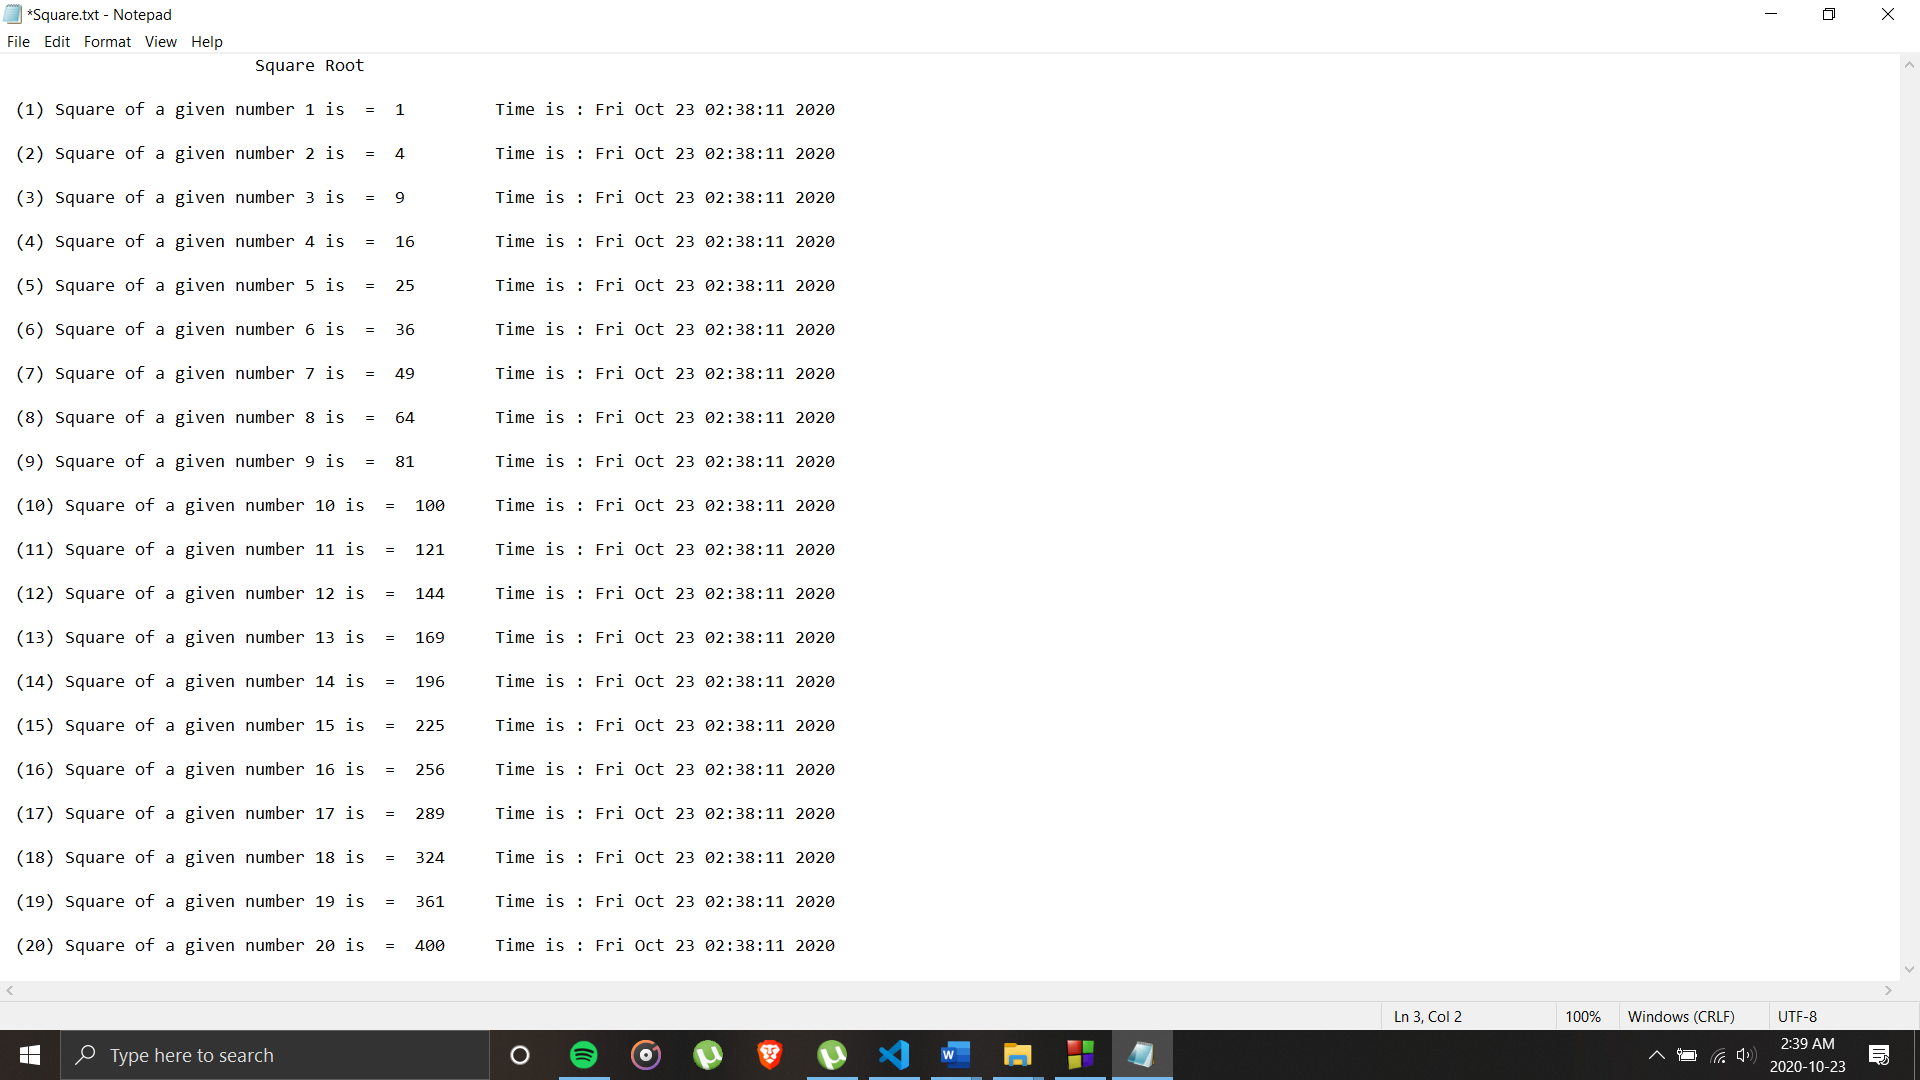 *Square.txt - Notepad
File Edit Format View Help
Square Root
(1) Square of a given number 1 is = 1 Time is : Fri Oct 23 02:38:11 2020
(2) Square of a given number 2 is = 4 Time is : Fri Oct 23 02:38:11 2020
(3) Square of a given number 3 is = 9 Time is : Fri Oct 23 02:38:11 2020
(4) Square of a given number 4 is = 16 Time is : Fri Oct 23 02:38:11 2020
(5) Square of a given number 5 is = 25 Time is : Fri Oct 23 02:38:11 2020
(6) Square of a given number 6 is = 36 Time is : Fri Oct 23 02:38:11 2020
(7) Square of a given number 7 is = 49 Time is : Fri Oct 23 02:38:11 2020
(8) Square of a given number 8 is = 64 Time is : Fri Oct 23 02:38:11 2020
(9) Square of a given number 9 is = 81 Time is : Fri Oct 23 02:38:11 2020
(10) Square of a given number 10 is = 100 Time is : Fri Oct 23 02:38:11 2020
(11) Square of a given number 11 is = 121 Time is : Fri Oct 23 02:38:11 2020
(12) Square of a given number 12 is = 144 Time is : Fri Oct 23 02:38:11 2020
(13) Square of a given number 13 is = 169 Time is : Fri Oct 23 02:38:11 2020
(14) Square of a given number 14 is = 196 Time is : Fri Oct 23 02:38:11 2020
(15) Square of a given number 15 is = 225 Time is : Fri Oct 23 02:38:11 2020
(16) Square of a given number 16 is = 256 Time is : Fri Oct 23 02:38:11 2020
(17) Square of a given number 17 is = 289 Time is : Fri Oct 23 02:38:11 2020
(18) Square of a given number 18 is = 324 Time is : Fri Oct 23 02:38:11 2020
(19) Square of a given number 19 is = 361 Time is : Fri Oct 23 02:38:11 2020
(20) Square of a given number 20 is = 400 Time is : Fri Oct 23 02:38:11 2020
Ln 3, Col 2 100% Windows (CRLF) UTF-8
Type here to search
2:39 AM
2020-10-23